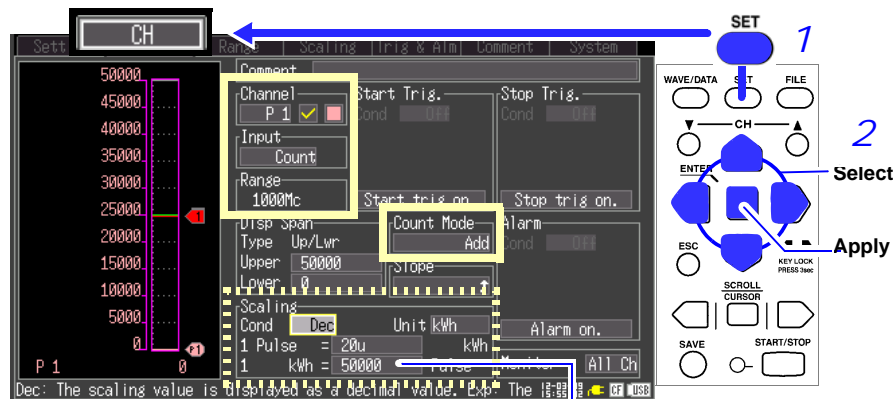 SET 1
CH
Sett Range Scaling Trig & Alm Comment System
Comment
Channel
P 1
Start Trig.
Cond Off
Stop Trig.
Cond Off
Input
Count
Range
1000Mc
Start trig on
Stop trig on.
50000
45000
40000
35000
30000
25000
20000
15000
10000
5000
0
1
P1
P 1 0
Disp Span
Type Up/Lwr
Upper 50000
Lower 0
Count Mode
Add
Slope
↑
Alarm
Cond Off
Scaling
Cond Dec Unit kWh
1 Pulse = 20u kWh
1 kWh = 50000 Pulse
Alarm on.
Monitor All Ch
Dec: The scaling value is displayed as a decimal value. Exp: The
CF USB
WAVE/DATA SET FILE
▼ CH ▲
2
ENTER
Select
Apply
ESC
KEY LOCK
PRESS 3sec
SCROLL
CURSOR
SAVE START/STOP